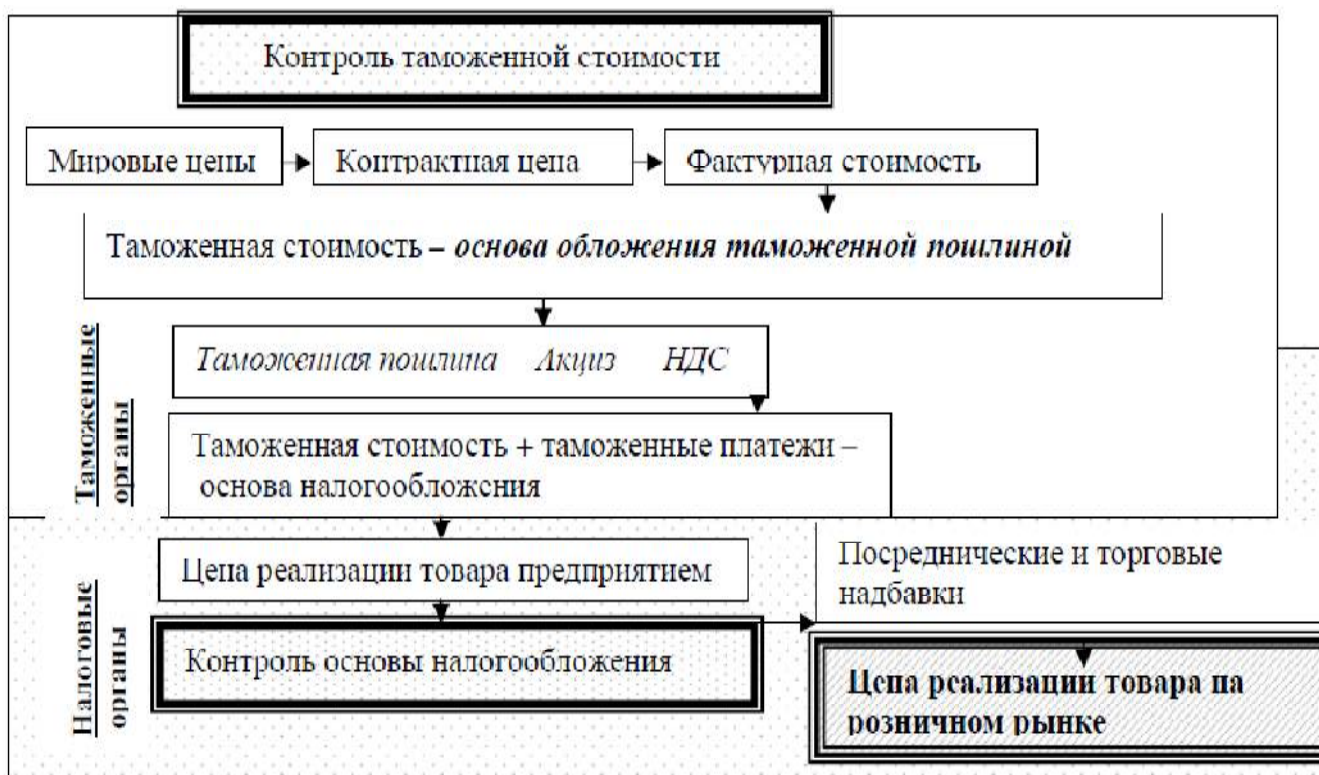 Контроль таможенной стоимости
Мировые цены
Контрактная цена
Фактурная стоимость
Таможенная стоимость – основа обложения таможенной пошлиной
Таможенная пошлина Акциз НДС
Таможенная стоимость + таможенные платежи –
основа налогообложения
Таможенные
органы
Цена реализации товара предприятием
Посреднические и торговые
надбавки
Контроль основы налогообложения
Цена реализации товара на
розничном рынке
Налоговые
органы